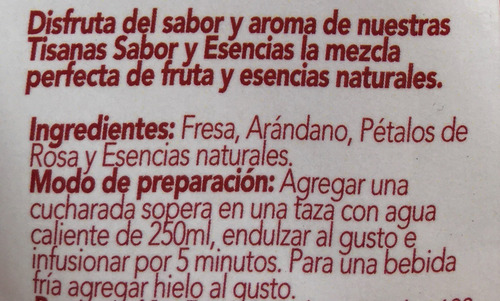 Disfruta del sabor y aroma de nuestras
Tisanas Sabor y Esencias la mezcla
perfecta de fruta y esencias naturales.
Ingredientes: Fresa, Arándano, Pétalos de
Rosa y Esencias naturales.
Modo de preparación: Agregar una
cucharada sopera en una taza con agua
caliente de 250ml, endulzar al gusto e
infusionar por 5 minutos. Para una bebida
fría agregar hielo al gusto.